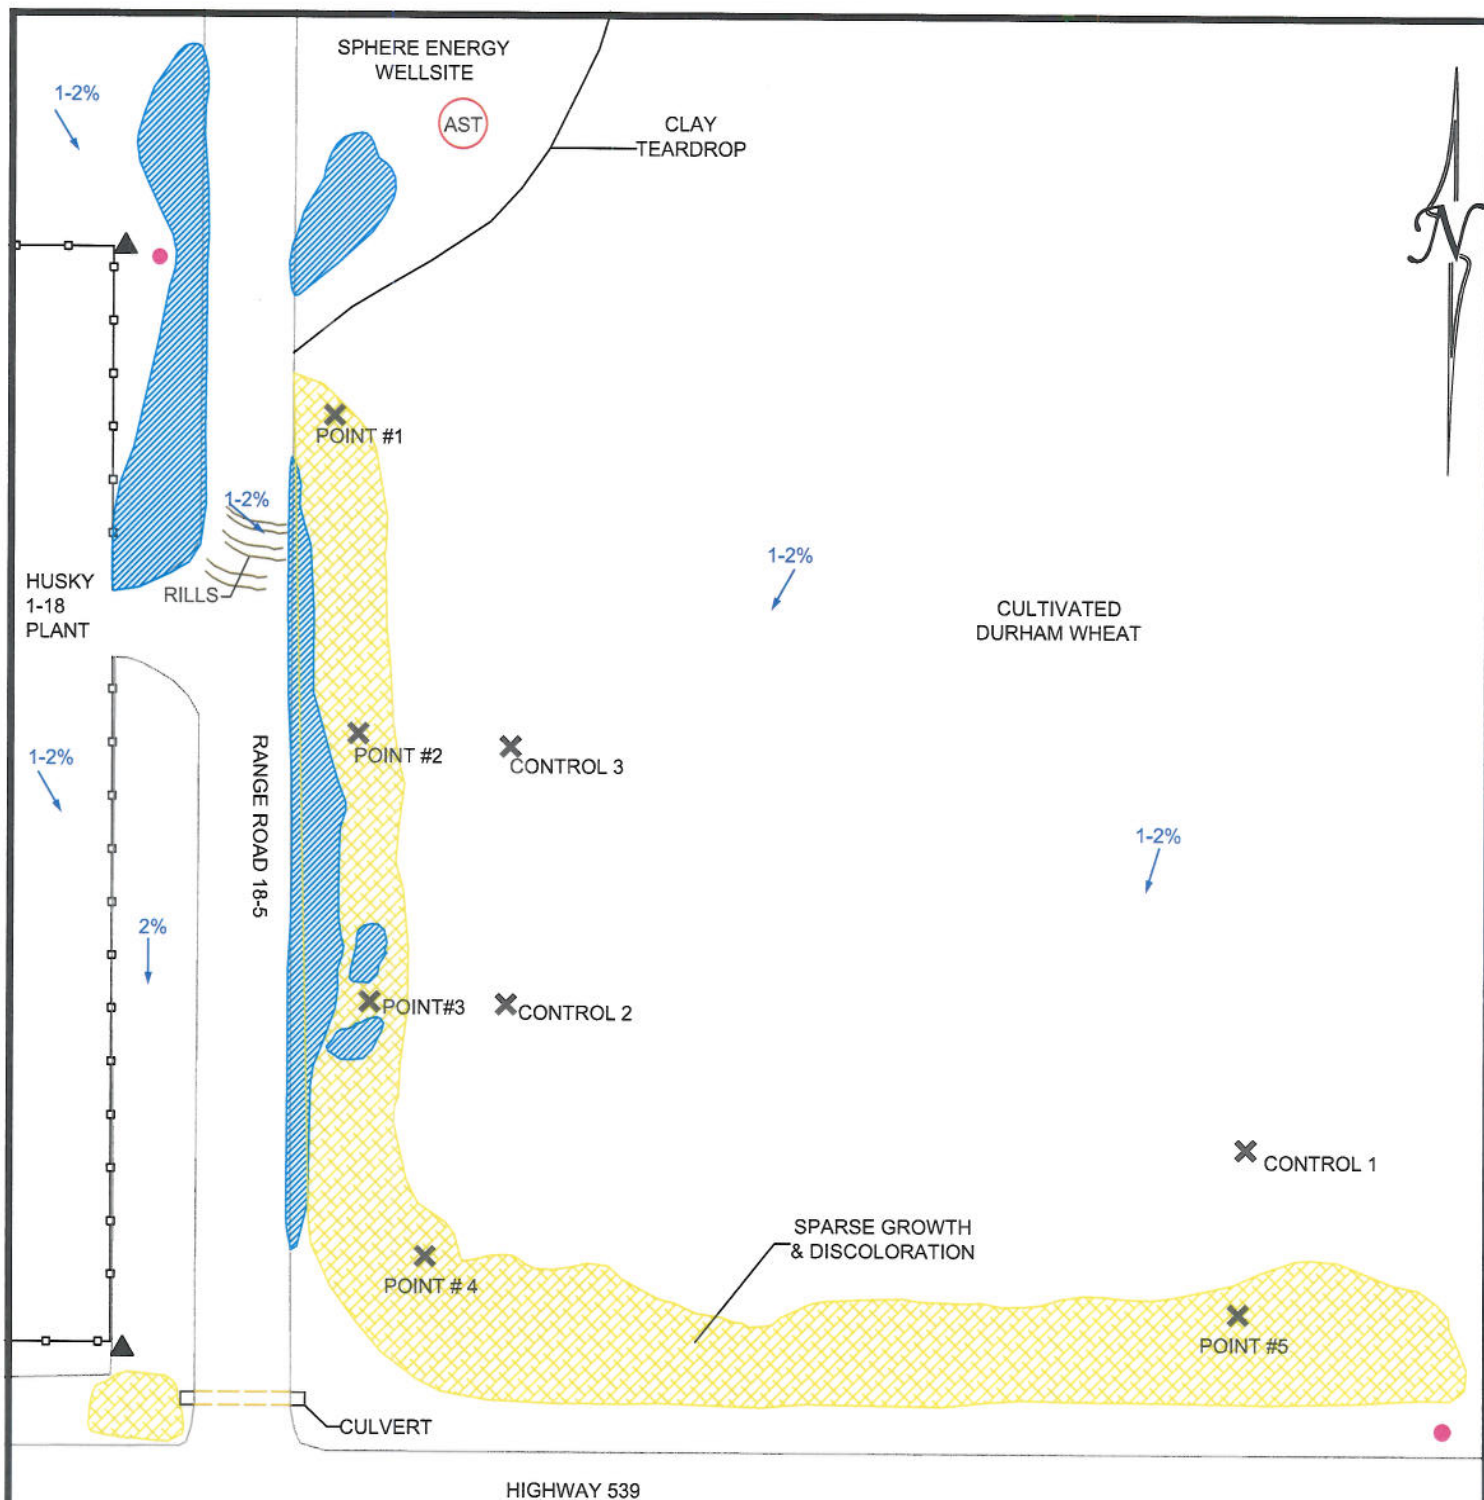 SPHERE ENERGY
WELLSITE
1-2%
AST
CLAY
TEARDROP
N
POINT #1
1-2%
RILLS
HUSKY
1-18
PLANT
1-2%
CULTIVATED
DURHAM WHEAT
POINT #2
CONTROL 3
1-2%
RANGE ROAD 18-5
1-2%
2%
POINT#3
CONTROL 2
CONTROL 1
SPARSE GROWTH
& DISCOLORATION
POINT # 4
POINT #5
CULVERT
HIGHWAY 539